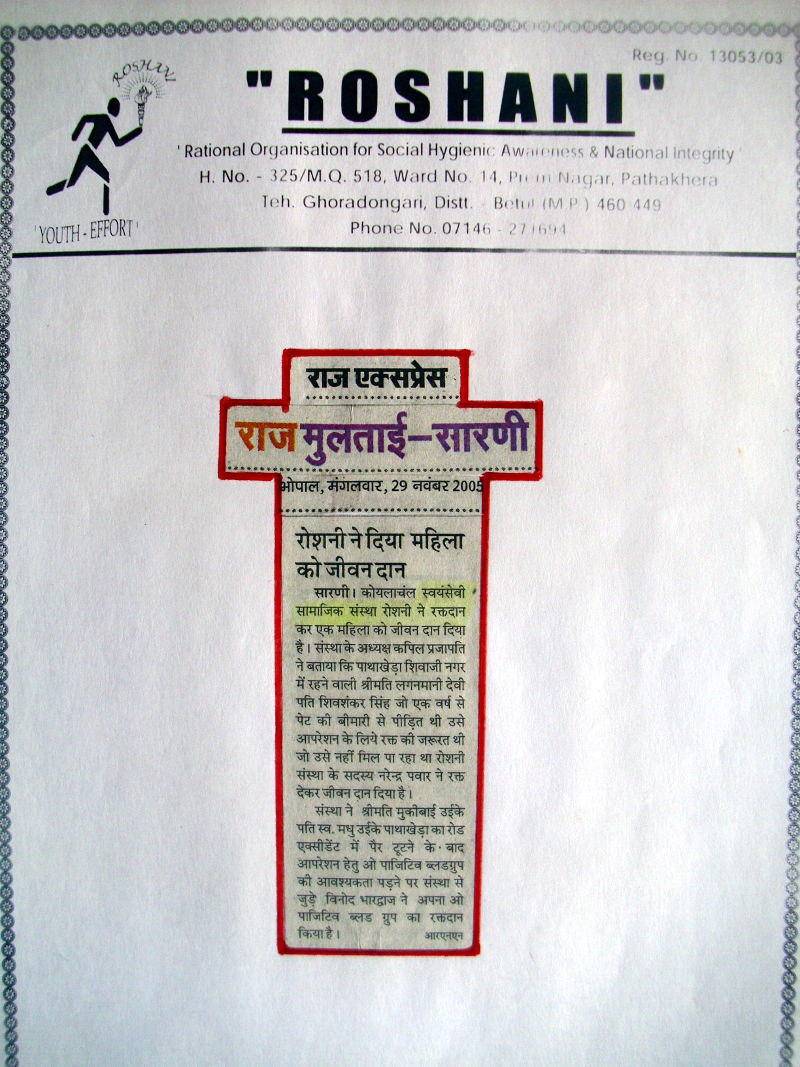 Reg. No. 13053/03
ROSHANI
"ROSHANI"
'Rational Organisation for Social Hygienic Awareness & National Integrity'
H. No. - 325/M.Q. 518, Ward No. 14, Prem Nagar, Pathakhera
Teh. Ghoradongari, Distt. - Betul (M.P.) 460 449
Phone No. 07146 - 271694
'YOUTH - EFFORT'
राज एक्सप्रेस
राज मुलताई–सारणी
भोपाल, मंगलवार, 29 नवंबर 2005
रोशनी ने दिया महिला
को जीवन दान
सारणी। कोयलाचंल स्वयंसेवी
सामाजिक संस्था रोशनी ने रक्तदान
कर एक महिला को जीवन दान दिया
है। संस्था के अध्यक्ष कपिल प्रजापति
ने बताया कि पाथाखेड़ा शिवाजी नगर
में रहने वाली श्रीमति लगनमानी देवी
पति शिवशंकर सिंह जो एक वर्ष से
पेट की बीमारी से पीड़ित थी उसे
आपरेशन के लिये रक्त की जरूरत थी
जो उसे नहीं मिल पा रहा था रोशनी
संस्था के सदस्य नरेन्द्र पवार ने रक्त
देकर जीवन दान दिया है।
संस्था ने श्रीमति मुकीबाई उईके
पति स्व. मधु उईके पाथाखेड़ा का रोड
एक्सीडेंट में पैर टूटने के बाद
आपरेशन हेतु ओ पाजिटिव ब्लडग्रुप
की आवश्यकता पड़ने पर संस्था से
जुड़े विनोद भारद्वाज ने अपना ओ
पाजिटिव ब्लड ग्रुप का रक्तदान
किया है। आरएनएन